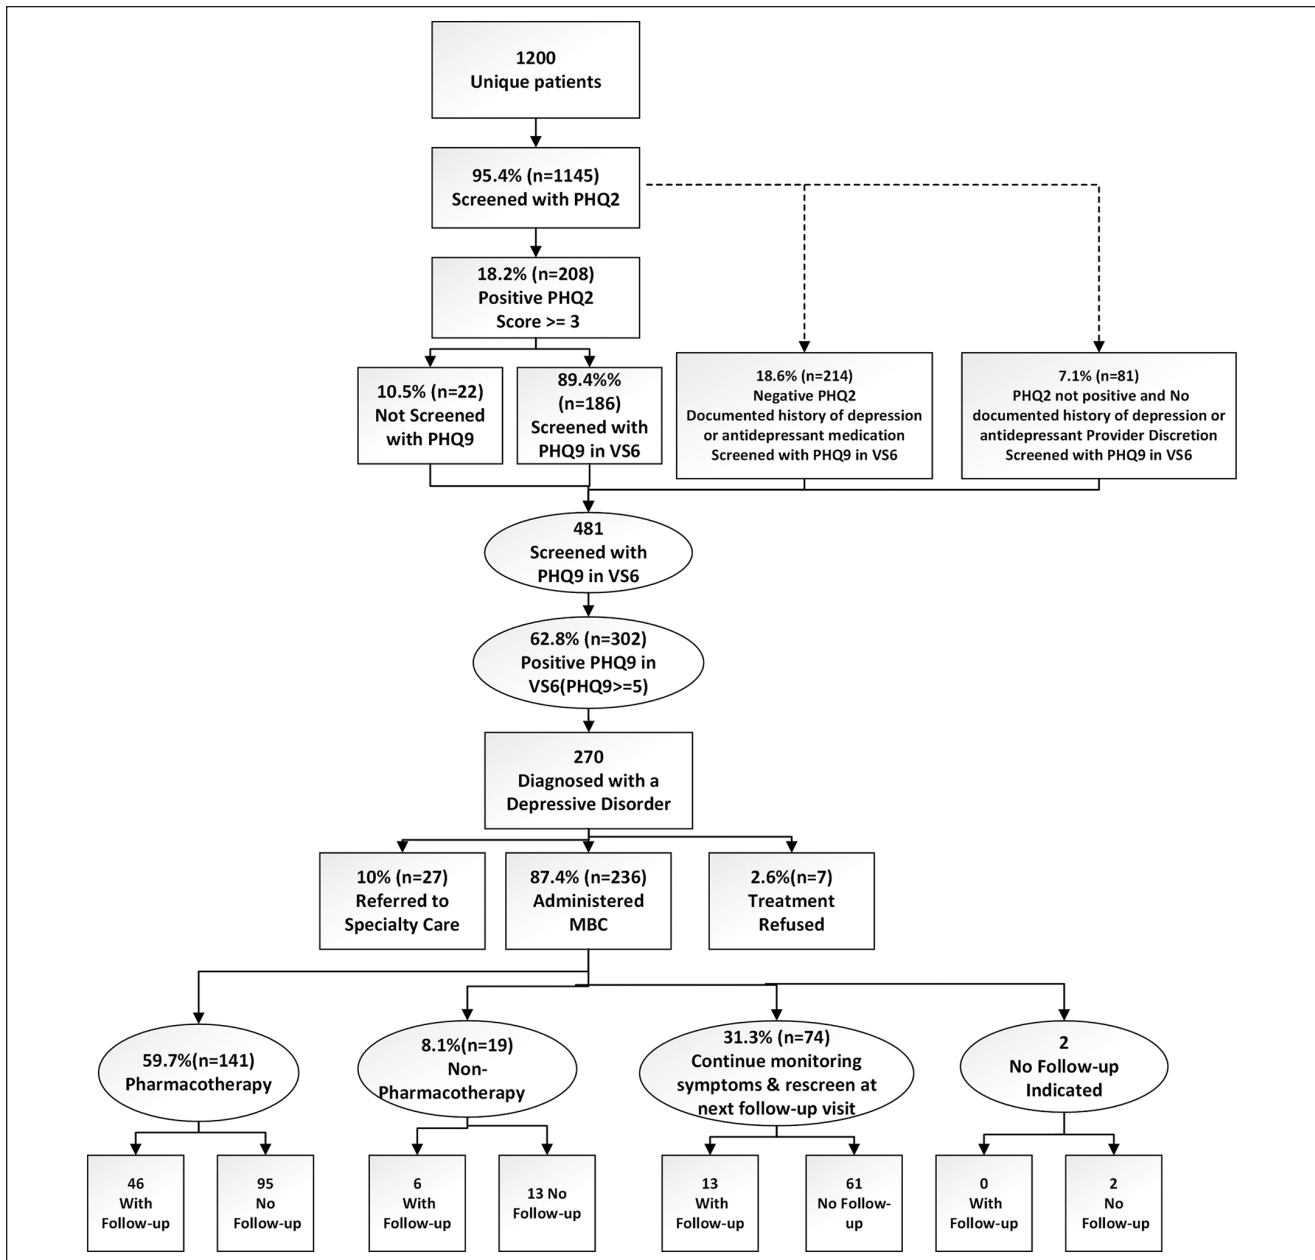 1200
Unique patients
95.4% (n=1145)
Screened with PHQ2
18.2% (n=208)
Positive PHQ2
Score >= 3
10.5% (n=22)
Not Screened
with PHQ9
89.4%%
(n=186)
Screened with
PHQ9 in VS6
18.6% (n=214)
Negative PHQ2
Documented history of depression
or antidepressant medication
Screened with PHQ9 in VS6
7.1% (n=81)
PHQ2 not positive and No
documented history of depression or
antidepressant Provider Discretion
Screened with PHQ9 in VS6
481
Screened with
PHQ9 in VS6
62.8% (n=302)
Positive PHQ9 in
VS6(PHQ9>=5)
270
Diagnosed with a
Depressive Disorder
10% (n=27)
Referred to
Specialty Care
87.4% (n=236)
Administered
MBC
2.6%(n=7)
Treatment
Refused
59.7%(n=141)
Pharmacotherapy
8.1%(n=19)
Non-
Pharmacotherapy
31.3% (n=74)
Continue monitoring
symptoms & rescreen at
next follow-up visit
2
No Follow-up
Indicated
46
With
Follow-up
95
No
Follow-up
6
With
Follow-up
13 No
Follow-up
13
With
Follow-up
61
No Follow-
up
0
With
Follow-up
2
No
Follow-up